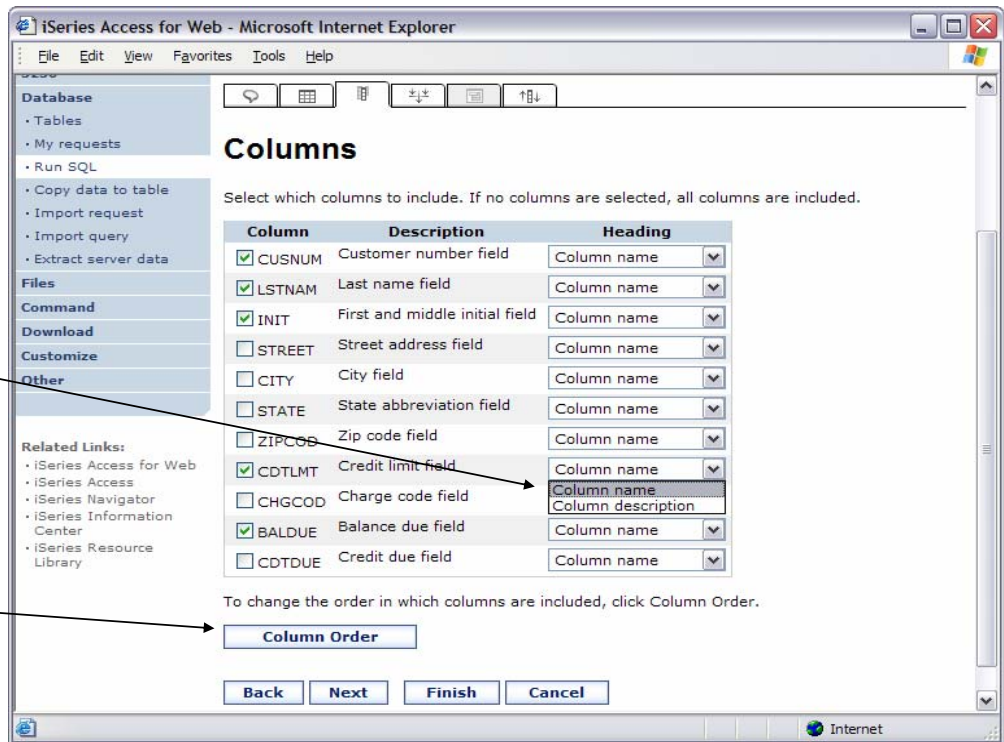 iSeries Access for Web - Microsoft Internet Explorer
File Edit View Favorites Tools Help
Database
• Tables
• My requests
• Run SQL
• Copy data to table
• Import request
• Import query
• Extract server data
Files
Command
Download
Customize
Other
Related Links:
• iSeries Access for Web
• iSeries Access
• iSeries Navigator
• iSeries Information
Center
• iSeries Resource
Library
Columns
Select which columns to include. If no columns are selected, all columns are included.
Column Description Heading
CUSNUM Customer number field Column name
LSTNAM Last name field Column name
INIT First and middle initial field Column name
STREET Street address field Column name
CITY City field Column name
STATE State abbreviation field Column name
ZIPCOD Zip code field Column name
CDTLMT Credit limit field Column name
Column name
CHGCOD Charge code field
Column description
BALDUE Balance due field Column name
CDTDUE Credit due field Column name
To change the order in which columns are included, click Column Order.
Column Order
Back Next Finish Cancel
Internet